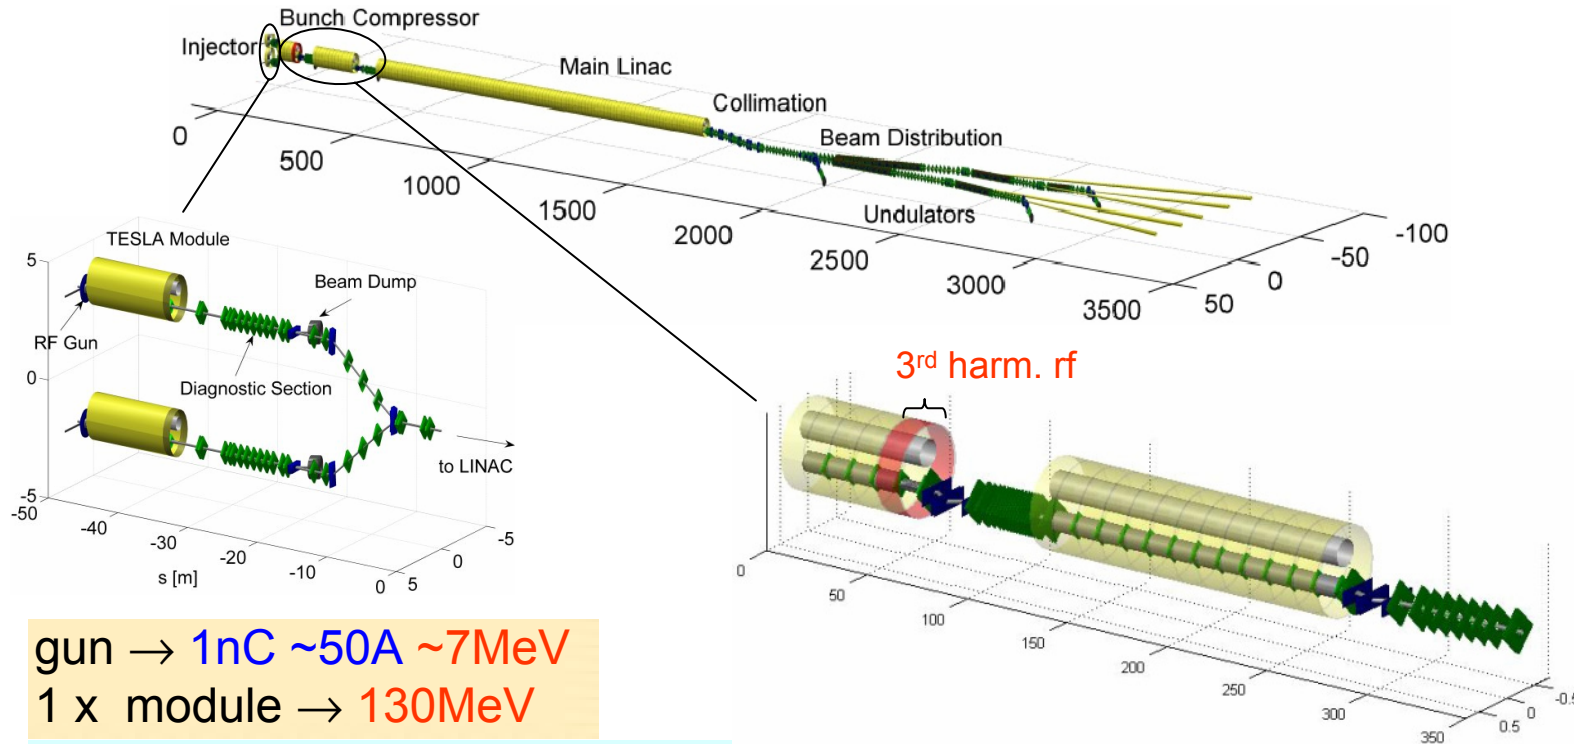 Bunch Compressor
Injector
Main Linac
Collimation
Beam Distribution
Undulators
0
500
1000
1500
2000
2500
3000
3500
50
0
-50
-100
TESLA Module
Beam Dump
RF Gun
Diagnostic Section
to LINAC
5
0
-5
-50
-40
-30
-20
-10
0
s [m]
5
0
-5
3rd harm. rf
0
50
100
150
200
250
300
350
0.5
0
-0.5
gun → 1nC ~50A ~7MeV
1 x module → 130MeV